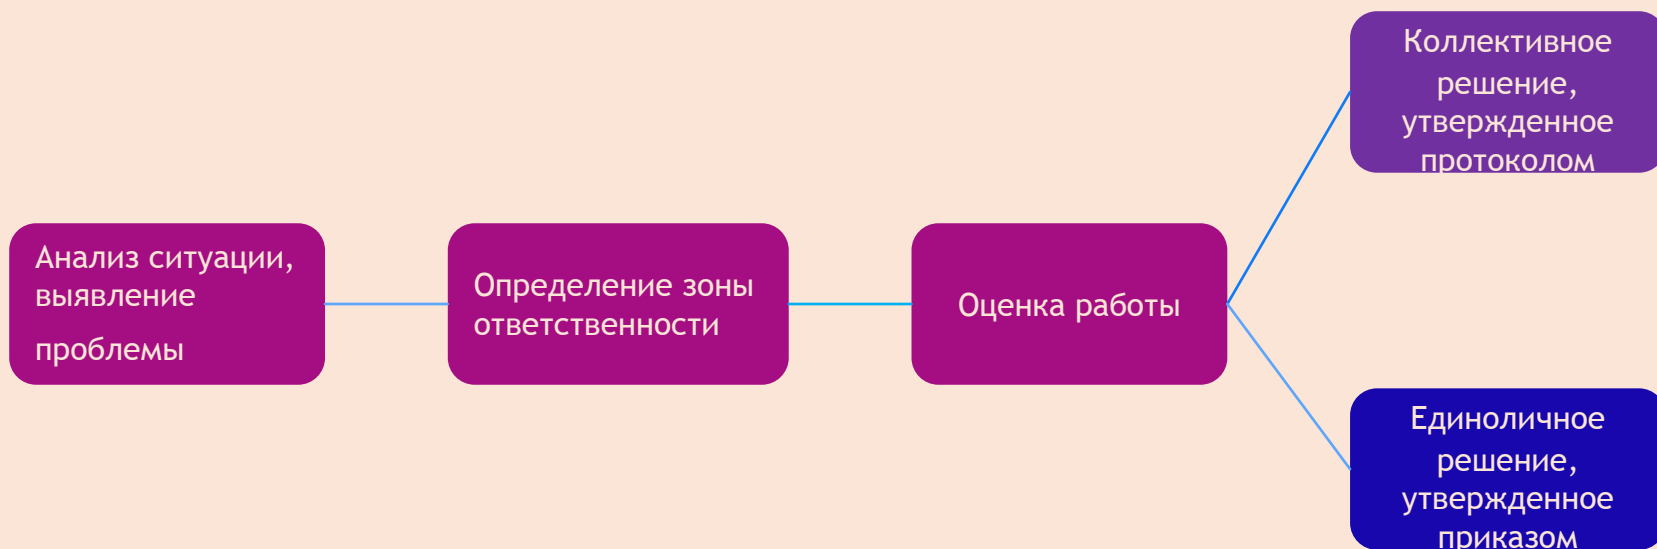 Анализ ситуации,
выявление
проблемы
Определение зоны
ответственности
Оценка работы
Коллективное
решение,
утвержденное
протоколом
Единоличное
решение,
утвержденное
приказом